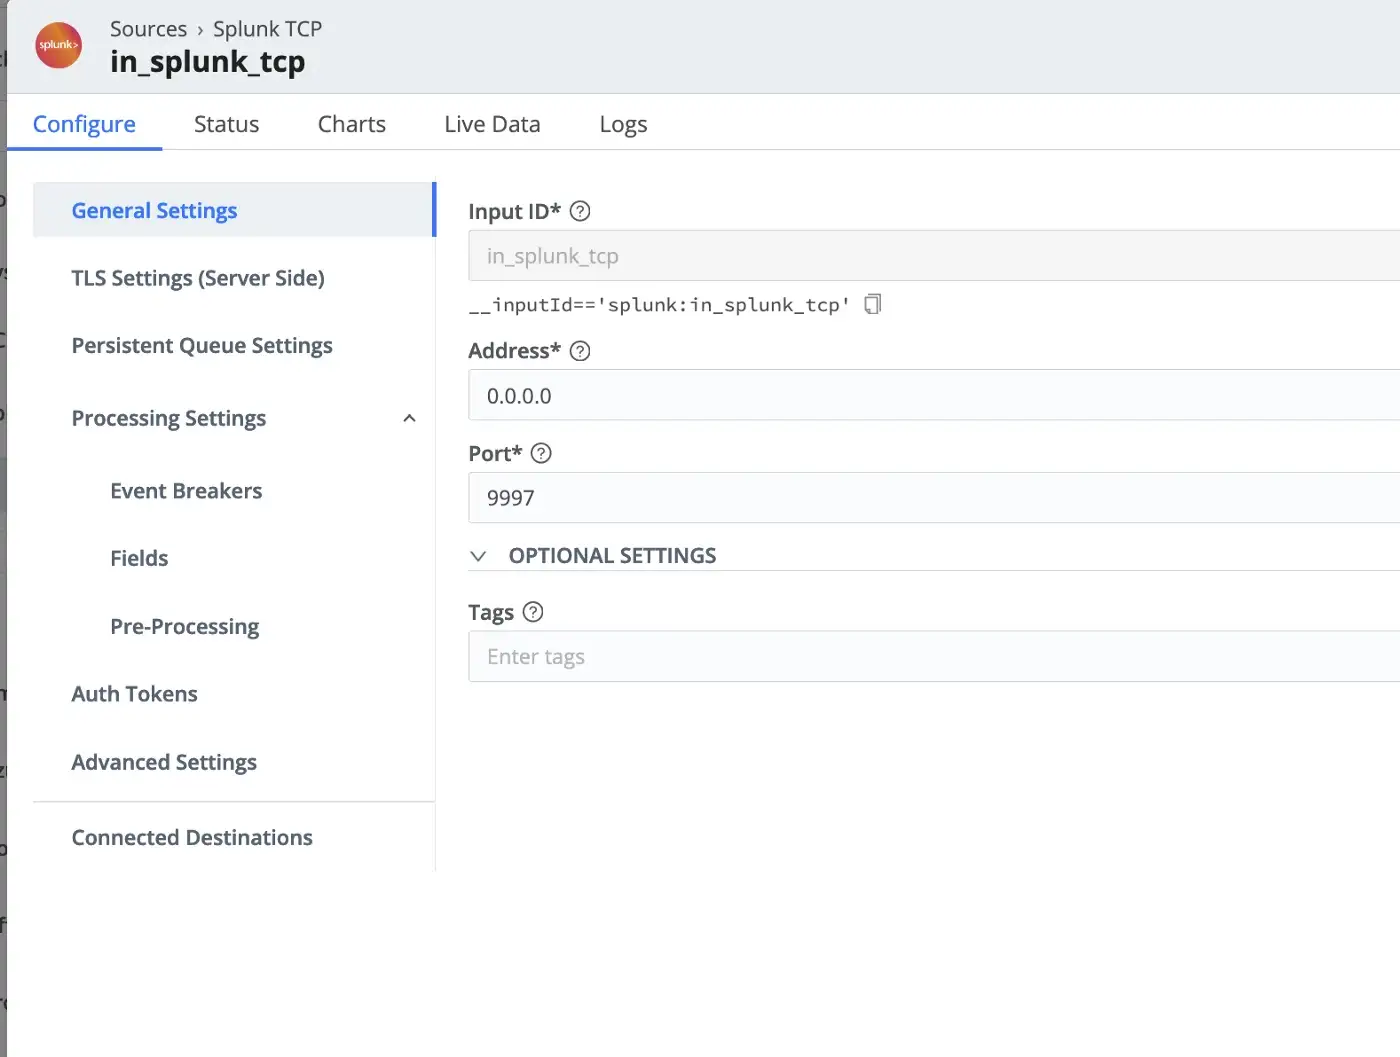 splunk>
Sources › Splunk TCP
in_splunk_tcp
Configure
Status
Charts
Live Data
Logs
General Settings
TLS Settings (Server Side)
Persistent Queue Settings
Processing Settings
Event Breakers
Fields
Pre-Processing
Auth Tokens
Advanced Settings
Connected Destinations
Input ID*
in_splunk_tcp
__inputId=='splunk:in_splunk_tcp'
Address*
0.0.0.0
Port*
9997
OPTIONAL SETTINGS
Tags
Enter tags